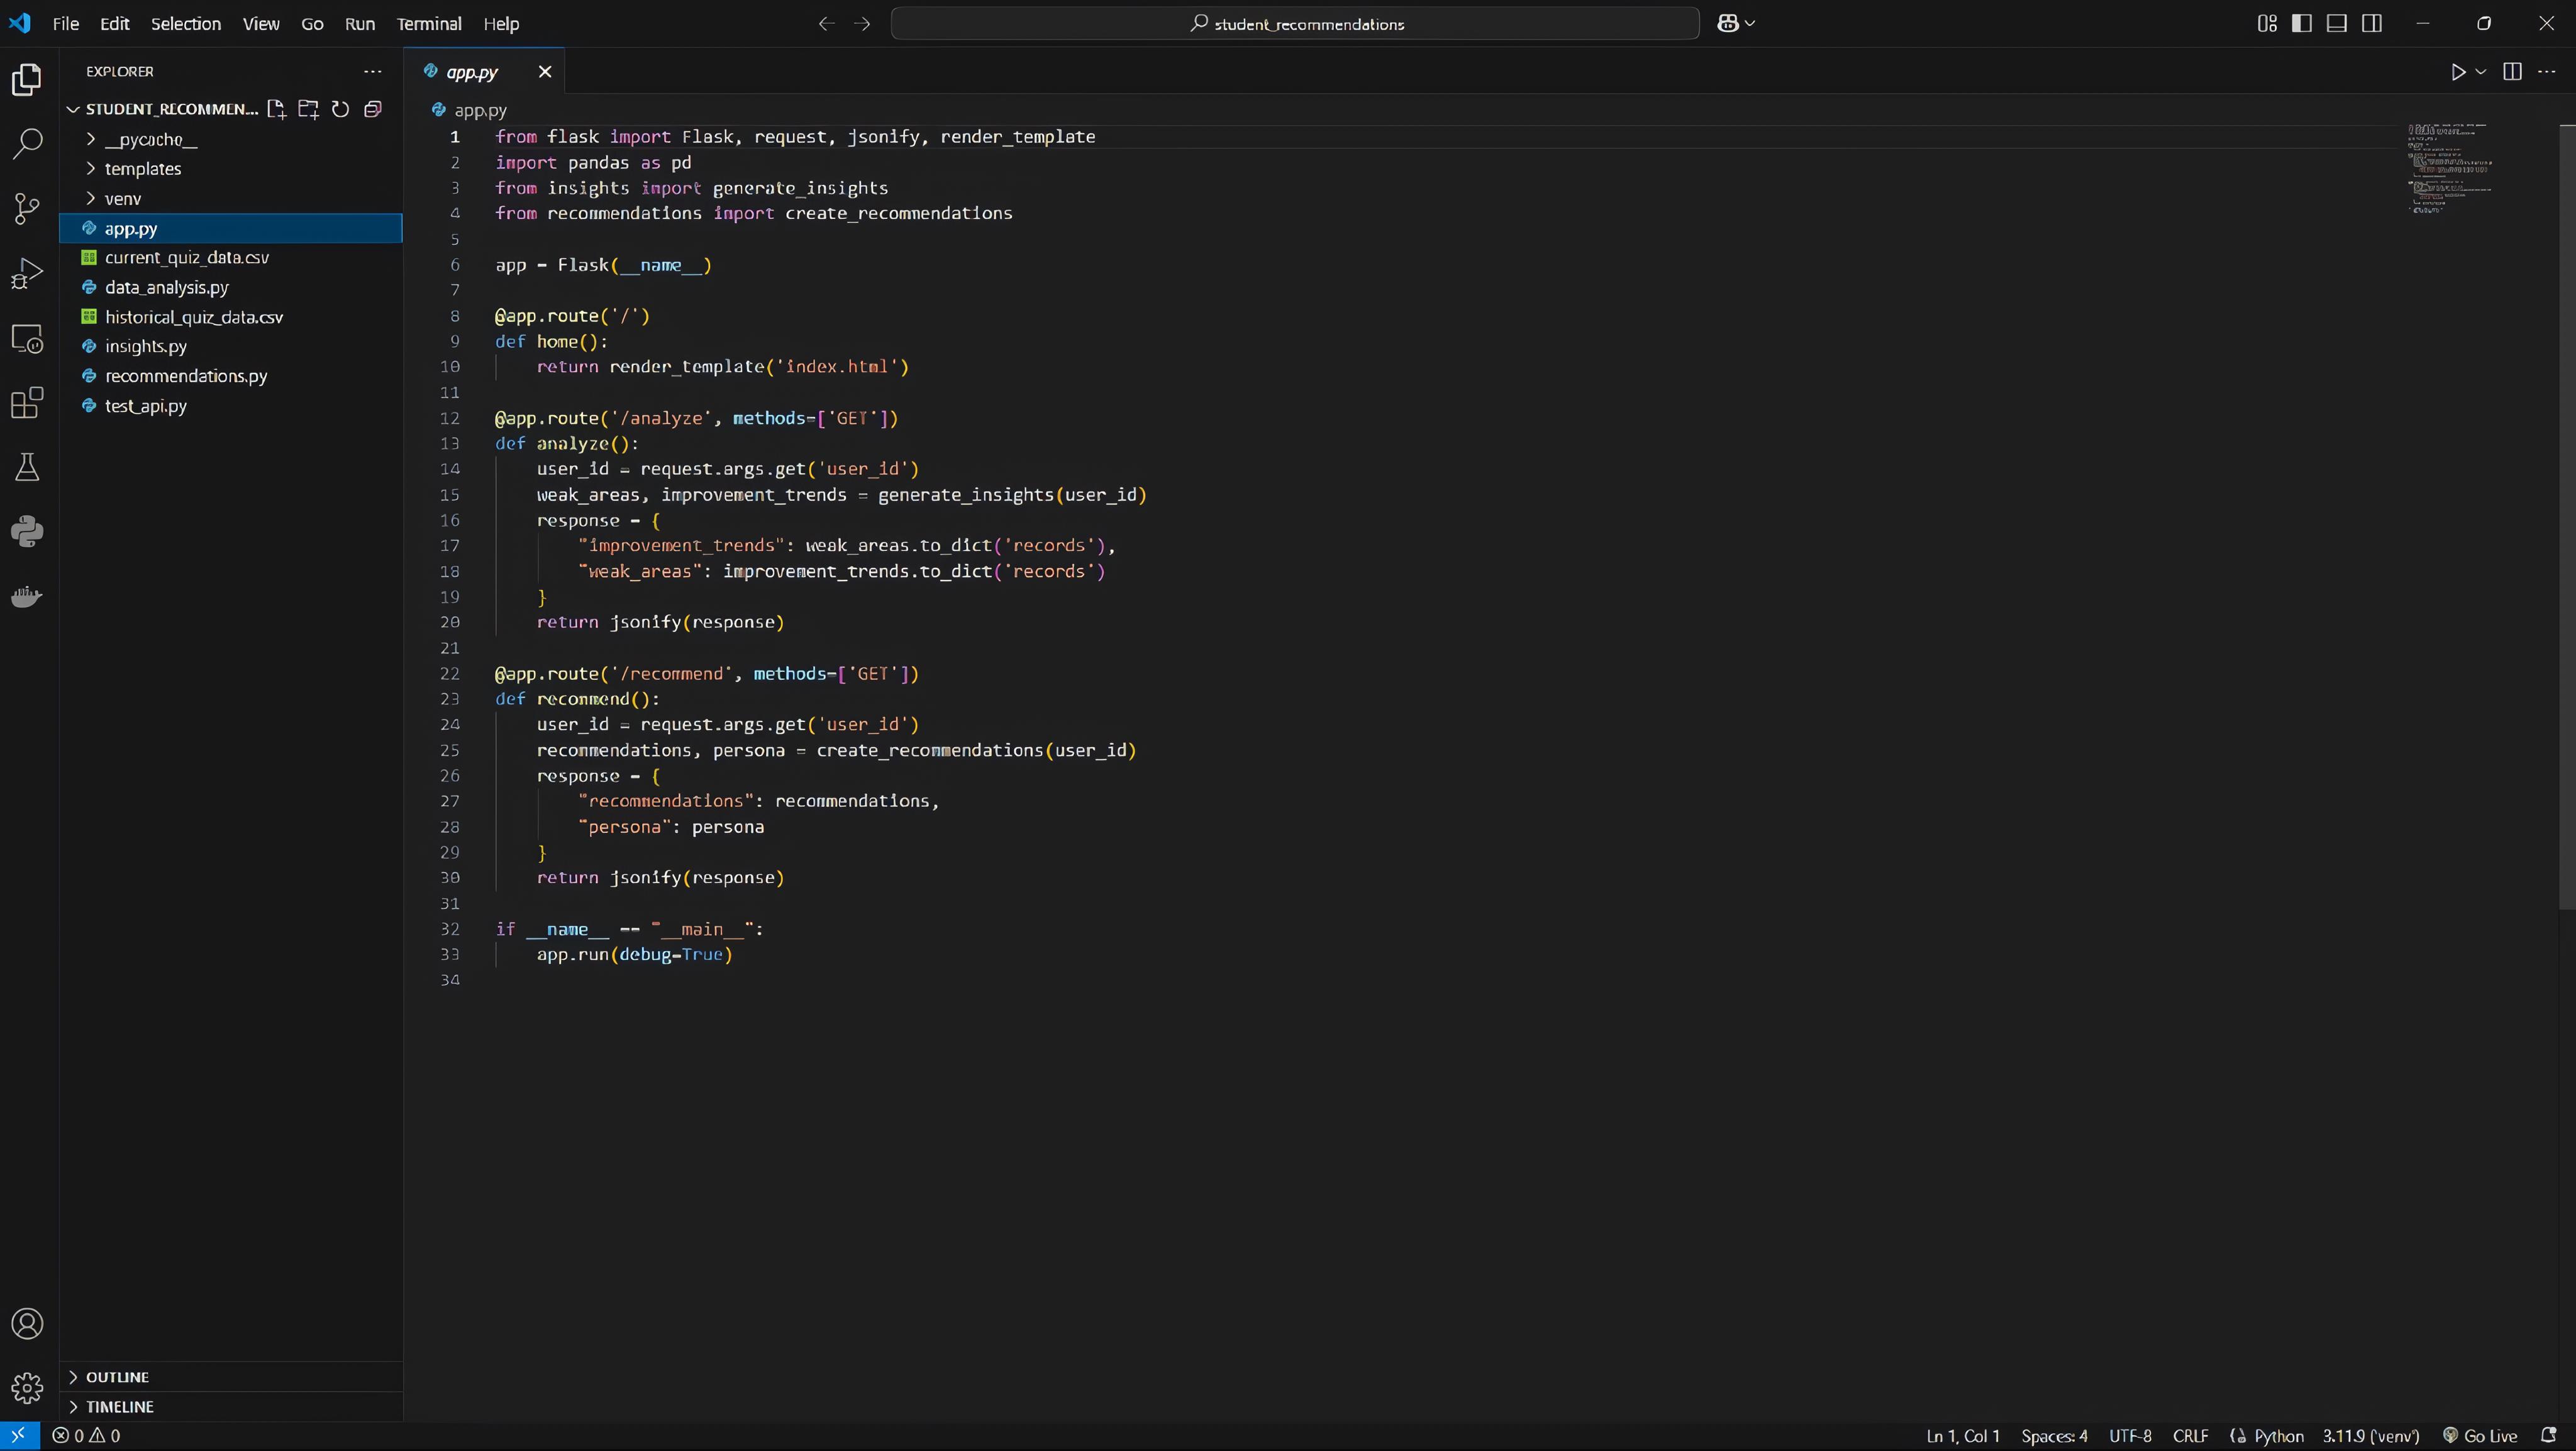 File Edit Selection View Go Run Terminal Help
student_recommendations
EXPLORER
STUDENT_RECOMMEN...
__pycache__
templates
venv
app.py
current_quiz_data.csv
data_analysis.py
historical_quiz_data.csv
insights.py
recommendations.py
test_api.py
OUTLINE
TIMELINE
app.py
app.py
1 from flask import Flask, request, jsonify, render_template
2 import pandas as pd
3 from insights import generate_insights
4 from recommendations import create_recommendations
5
6 app = Flask(__name__)
7
8 @app.route('/')
9 def home():
10     return render_template('index.html')
11
12 @app.route('/analyze', methods=['GET'])
13 def analyze():
14     user_id = request.args.get('user_id')
15     weak_areas, improvement_trends = generate_insights(user_id)
16     response = {
17         "improvement_trends": weak_areas.to_dict('records'),
18         "weak_areas": improvement_trends.to_dict('records')
19     }
20     return jsonify(response)
21
22 @app.route('/recommend', methods=['GET'])
23 def recommend():
24     user_id = request.args.get('user_id')
25     recommendations, persona = create_recommendations(user_id)
26     response = {
27         "recommendations": recommendations,
28         "persona": persona
29     }
30     return jsonify(response)
31
32 if __name__ == "__main__":
33     app.run(debug=True)
34
0 0
Ln 1, Col 1 Spaces: 4 UTF-8 CRLF Python 3.11.9 ('venv') Go Live